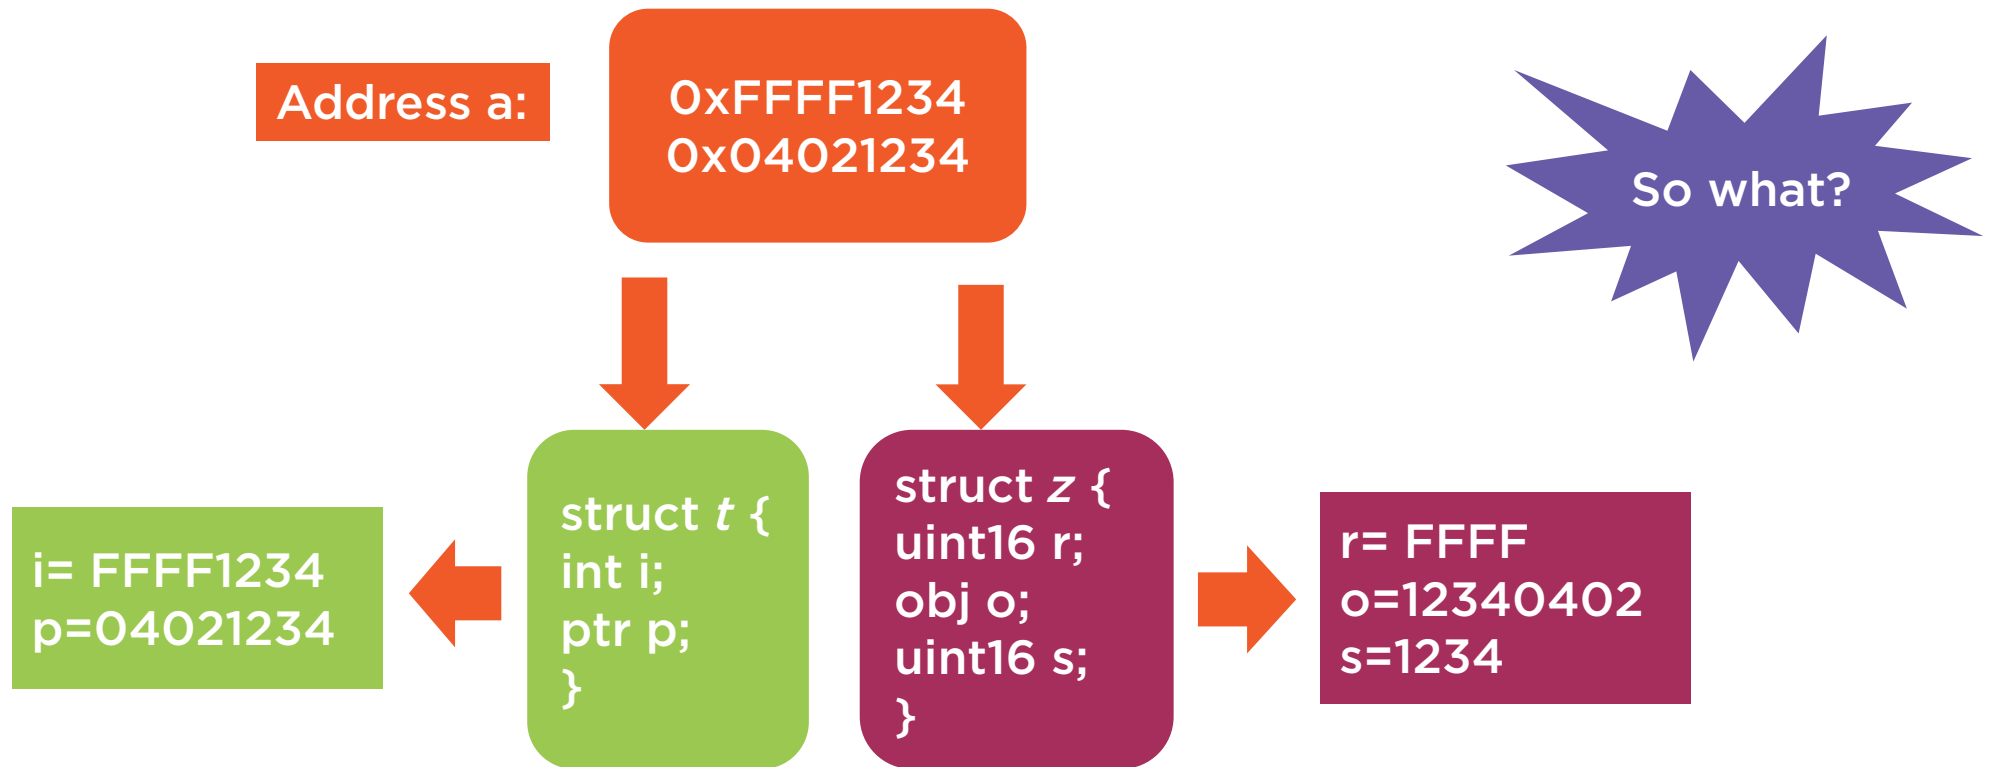 Address a:
0xFFFF1234
0x04021234
So what?
struct t {
int i;
ptr p;
}
struct z {
uint16 r;
obj o;
uint16 s;
}
i= FFFF1234
p=04021234
r= FFFF
o=12340402
s=1234